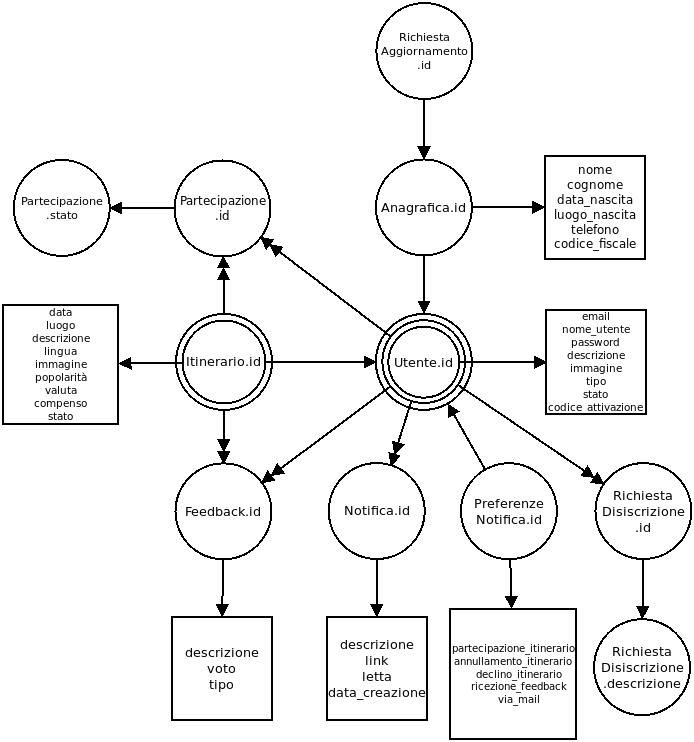 Richiesta
Aggiornamento
.id
Partecipazione
.stato
Partecipazione
.id
Anagrafica.id
nome
cognome
data_nascita
luogo_nascita
telefono
codice_fiscale
data
luogo
descrizione
lingua
immagine
popolarità
valuta
compenso
stato
Itinerario.id
Utente.id
email
nome_utente
password
descrizione
immagine
tipo
stato
codice_attivazione
Feedback.id
Notifica.id
Preferenze
Notifica.id
Richiesta
Disiscrizione
.id
descrizione
voto
tipo
descrizione
link
letta
data_creazione
partecipazione_itinerario
annullamento_itinerario
declino_itinerario
ricezione_feedback
via_mail
Richiesta
Disiscrizione
.descrizione